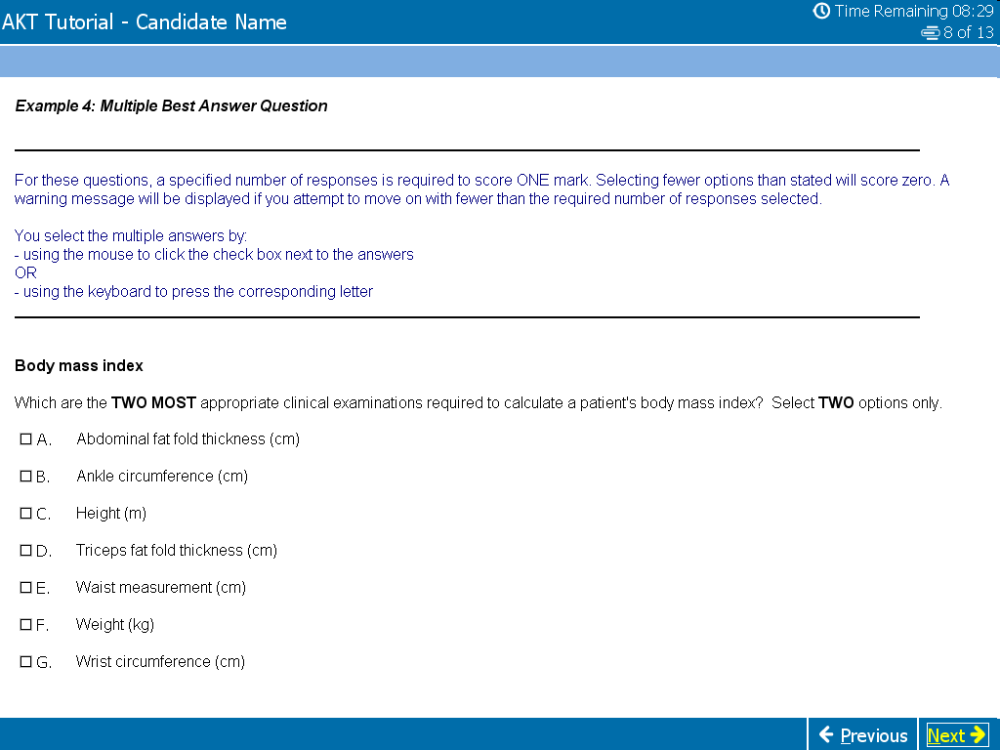 AKT Tutorial - Candidate Name
Time Remaining 08:29
8 of 13
Example 4: Multiple Best Answer Question
For these questions, a specified number of responses is required to score ONE mark. Selecting fewer options than stated will score zero. A
warning message will be displayed if you attempt to move on with fewer than the required number of responses selected.
You select the multiple answers by:
- using the mouse to click the check box next to the answers
OR
- using the keyboard to press the corresponding letter
Body mass index
Which are the TWO MOST appropriate clinical examinations required to calculate a patient's body mass index?  Select TWO options only.
A. Abdominal fat fold thickness (cm)
B. Ankle circumference (cm)
C. Height (m)
D. Triceps fat fold thickness (cm)
E. Waist measurement (cm)
F. Weight (kg)
G. Wrist circumference (cm)
Previous
Next